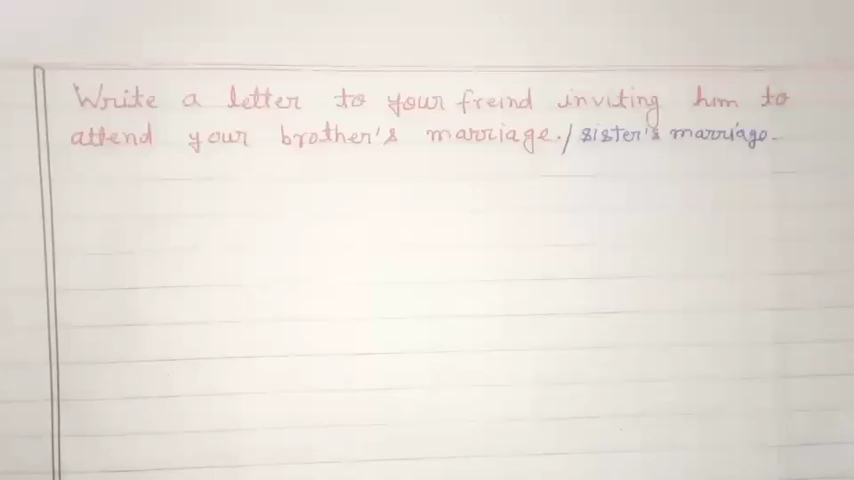 Write a letter to your freind inviting him to
attend your brother's marriage./sister's marriage.